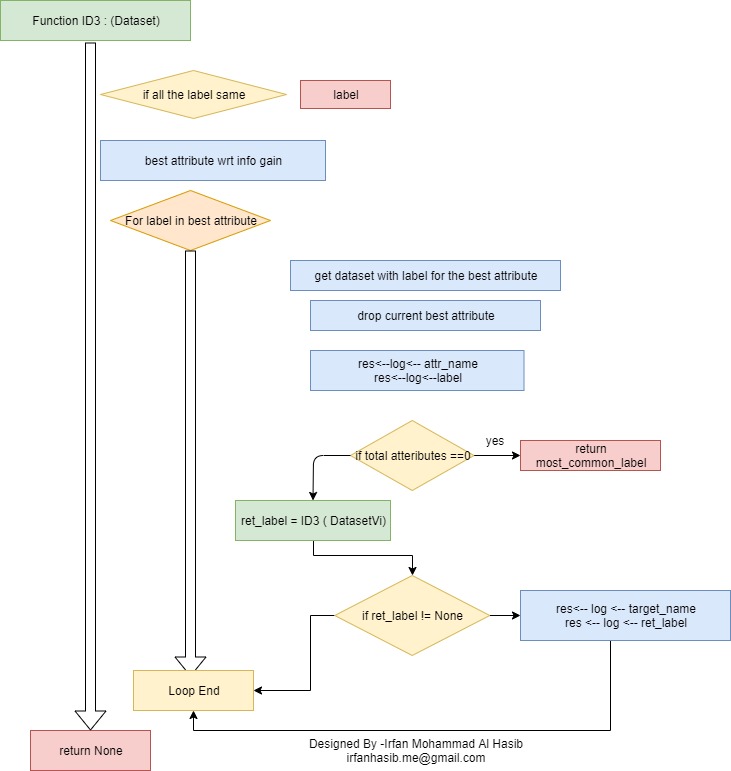 Function ID3 : (Dataset)
if all the label same
label
best attribute wrt info gain
For label in best attribute
get dataset with label for the best attribute
drop current best attribute
res<--log<-- attr_name
res<--log<--label
if total atteributes ==0
yes
return
most_common_label
ret_label = ID3 ( DatasetVi)
if ret_label != None
res<-- log <-- target_name
res <-- log <-- ret_label
Loop End
return None
Designed By -Irfan Mohammad Al Hasib
irfanhasib.me@gmail.com